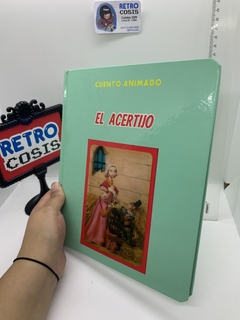 RETRO
COSIS
CUENTO ANIMADO
EL ACERTIJO
RETRO
COSIS